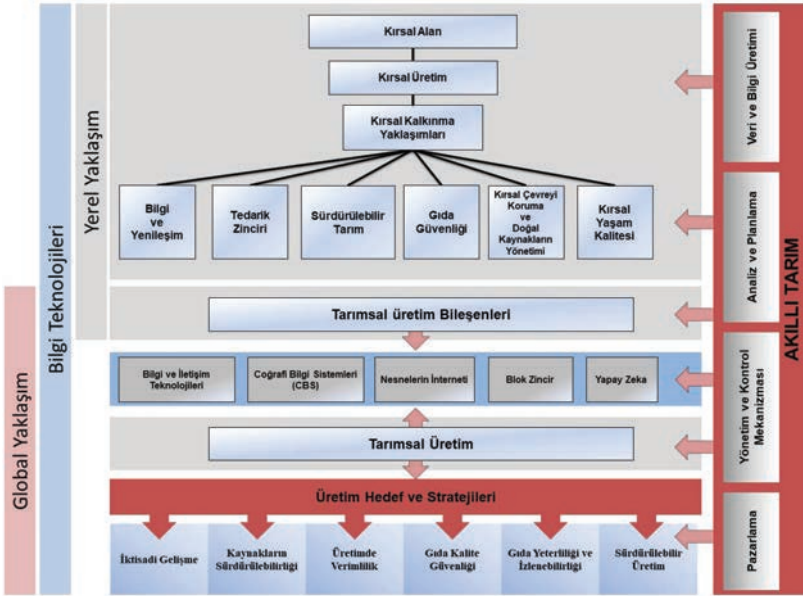 Kırsal Alan
Kırsal Üretim
Kırsal Kalkınma
Yaklaşımları
Bilgi
ve
Yenileşim
Tedarik
Zinciri
Sürdürülebilir
Tarım
Gıda
Güvenliği
Kırsal Çevreyi
Koruma
ve
Doğal
Kaynakların
Yönetimi
Kırsal
Yaşam
Kalitesi
Tarımsal üretim Bileşenleri
Bilgi ve İletişim
Teknolojileri
Coğrafi Bilgi Sistemleri
(CBS)
Nesnelerin İnterneti
Blok Zincir
Yapay Zeka
Tarımsal Üretim
Üretim Hedef ve Stratejileri
İktisadi Gelişme
Kaynakların
Sürdürülebilirliği
Üretimde
Verimlilik
Gıda Kalite
Güvenliği
Gıda Yeterliliği ve
İzlenebilirliği
Sürdürülebilir
Üretim
Global Yaklaşım
Bilgi Teknolojileri
Yerel Yaklaşım
Veri ve Bilgi Üretimi
Analiz ve Planlama
Yönetim ve Kontrol
Mekanizması
Pazarlama
AKILLI TARIM